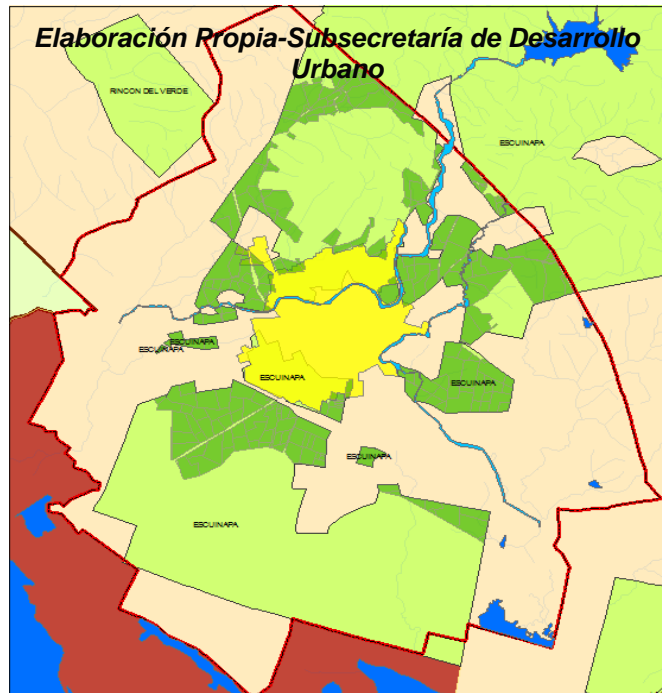 Elaboración Propia-Subsecretaría de Desarrollo
Urbano
RINCON DEL VERDE
ESCUINAPA
ESCUINAPA
ESCUINAPA
ESCUINAPA
ESCUINAPA
ESCUINAPA
ESCUINAPA